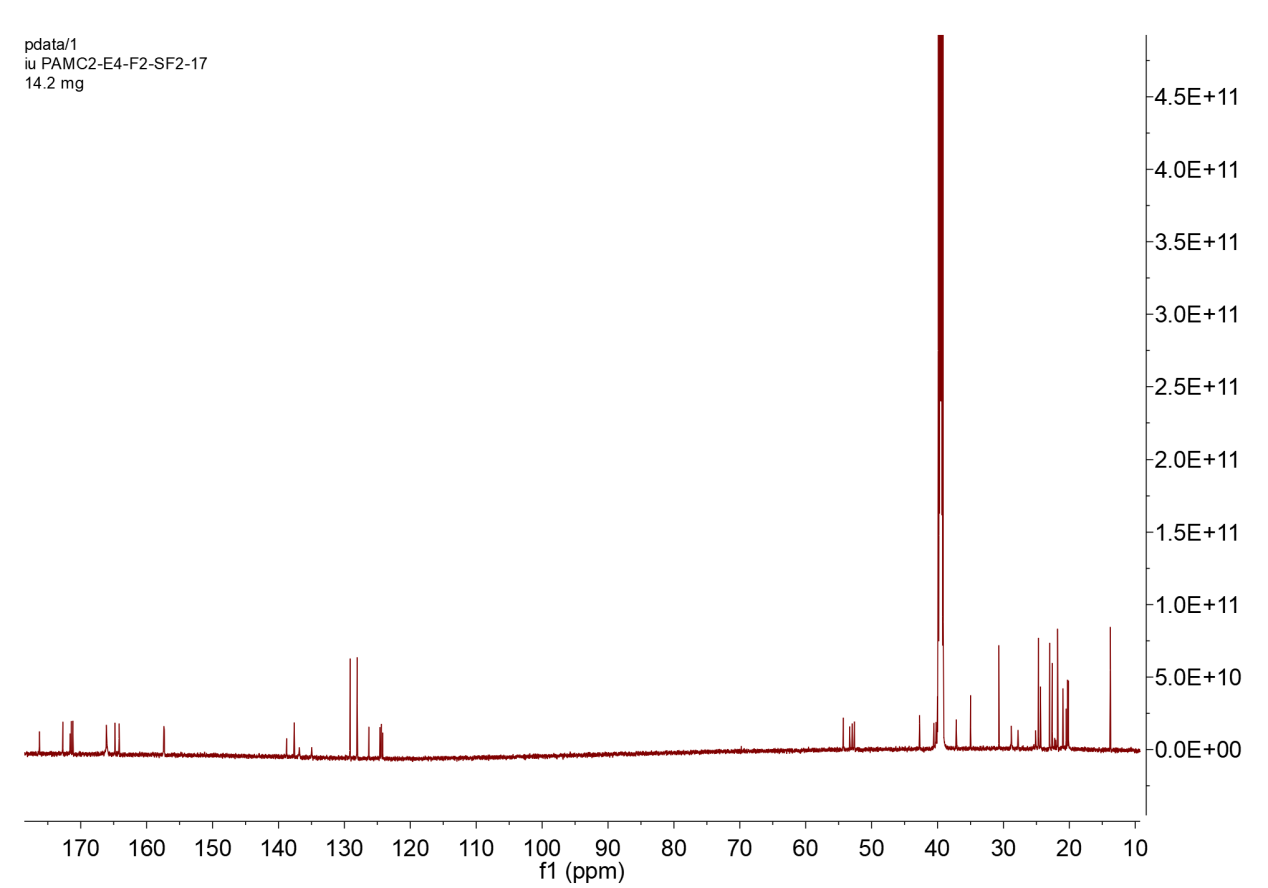 pdata/1
iu PAMC2-E4-F2-SF2-17
14.2 mg
4.5E+11
4.0E+11
3.5E+11
3.0E+11
2.5E+11
2.0E+11
1.5E+11
1.0E+11
5.0E+10
0.0E+00
170 160 150 140 130 120 110 100 90 80 70 60 50 40 30 20 10
f1 (ppm)